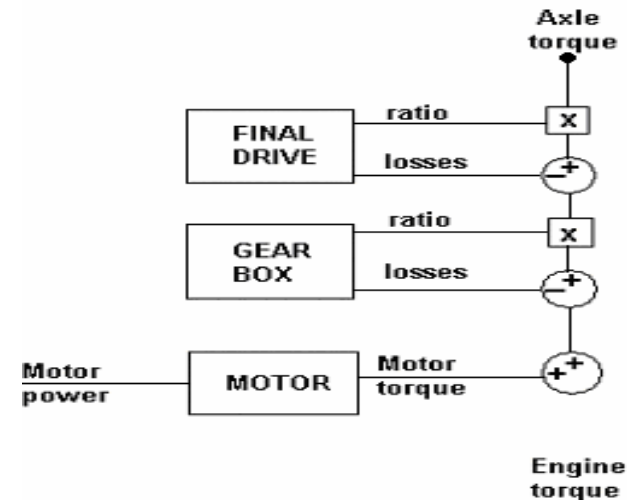 Axle
torque
ratio
x
FINAL
DRIVE
losses
+
−
ratio
x
GEAR
BOX
losses
+
−
Motor
power
MOTOR
Motor
torque
+
+
Engine
torque